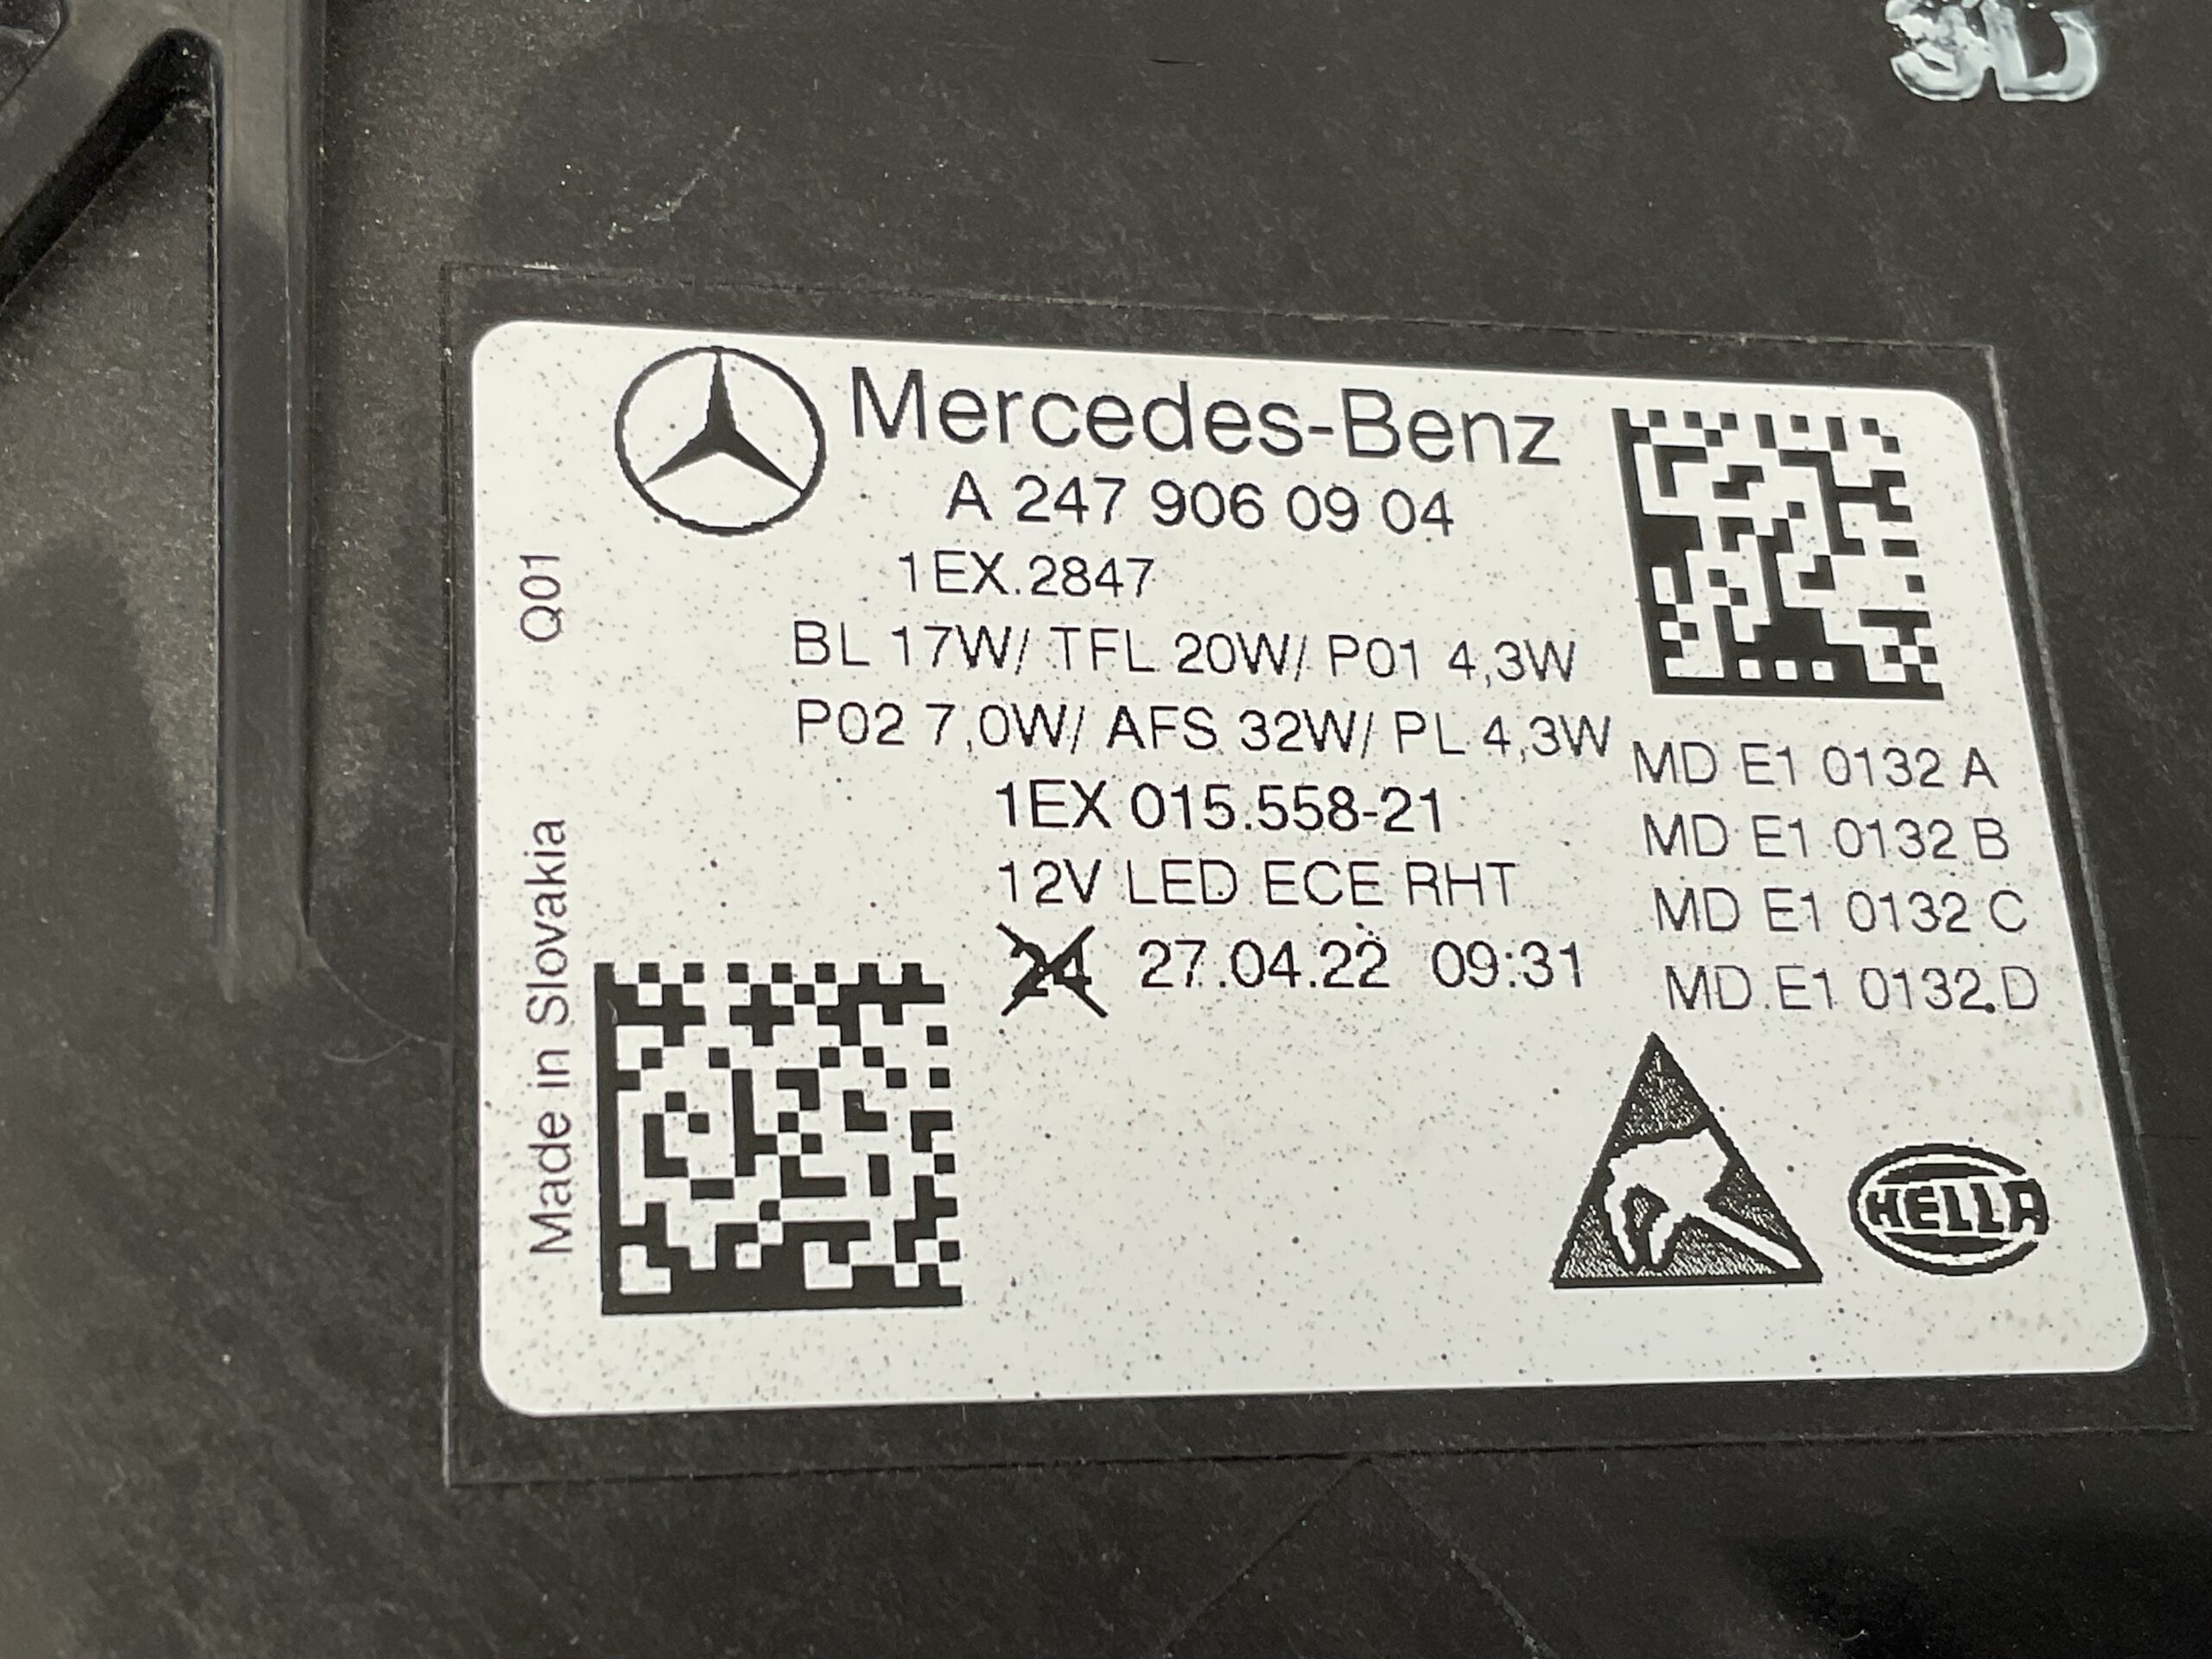 Mercedes-Benz
A 247 906 09 04
1EX.2847
BL 17W/ TFL 20W/ P01 4,3W
P02 7,0W/ AFS 32W/ PL 4,3W
1EX 015.558-21
12V LED ECE RHT
24 27.04.22 09:31
MD E1 0132 A
MD E1 0132 B
MD E1 0132 C
MD E1 0132 D
HELLA
Q01
Made in Slovakia